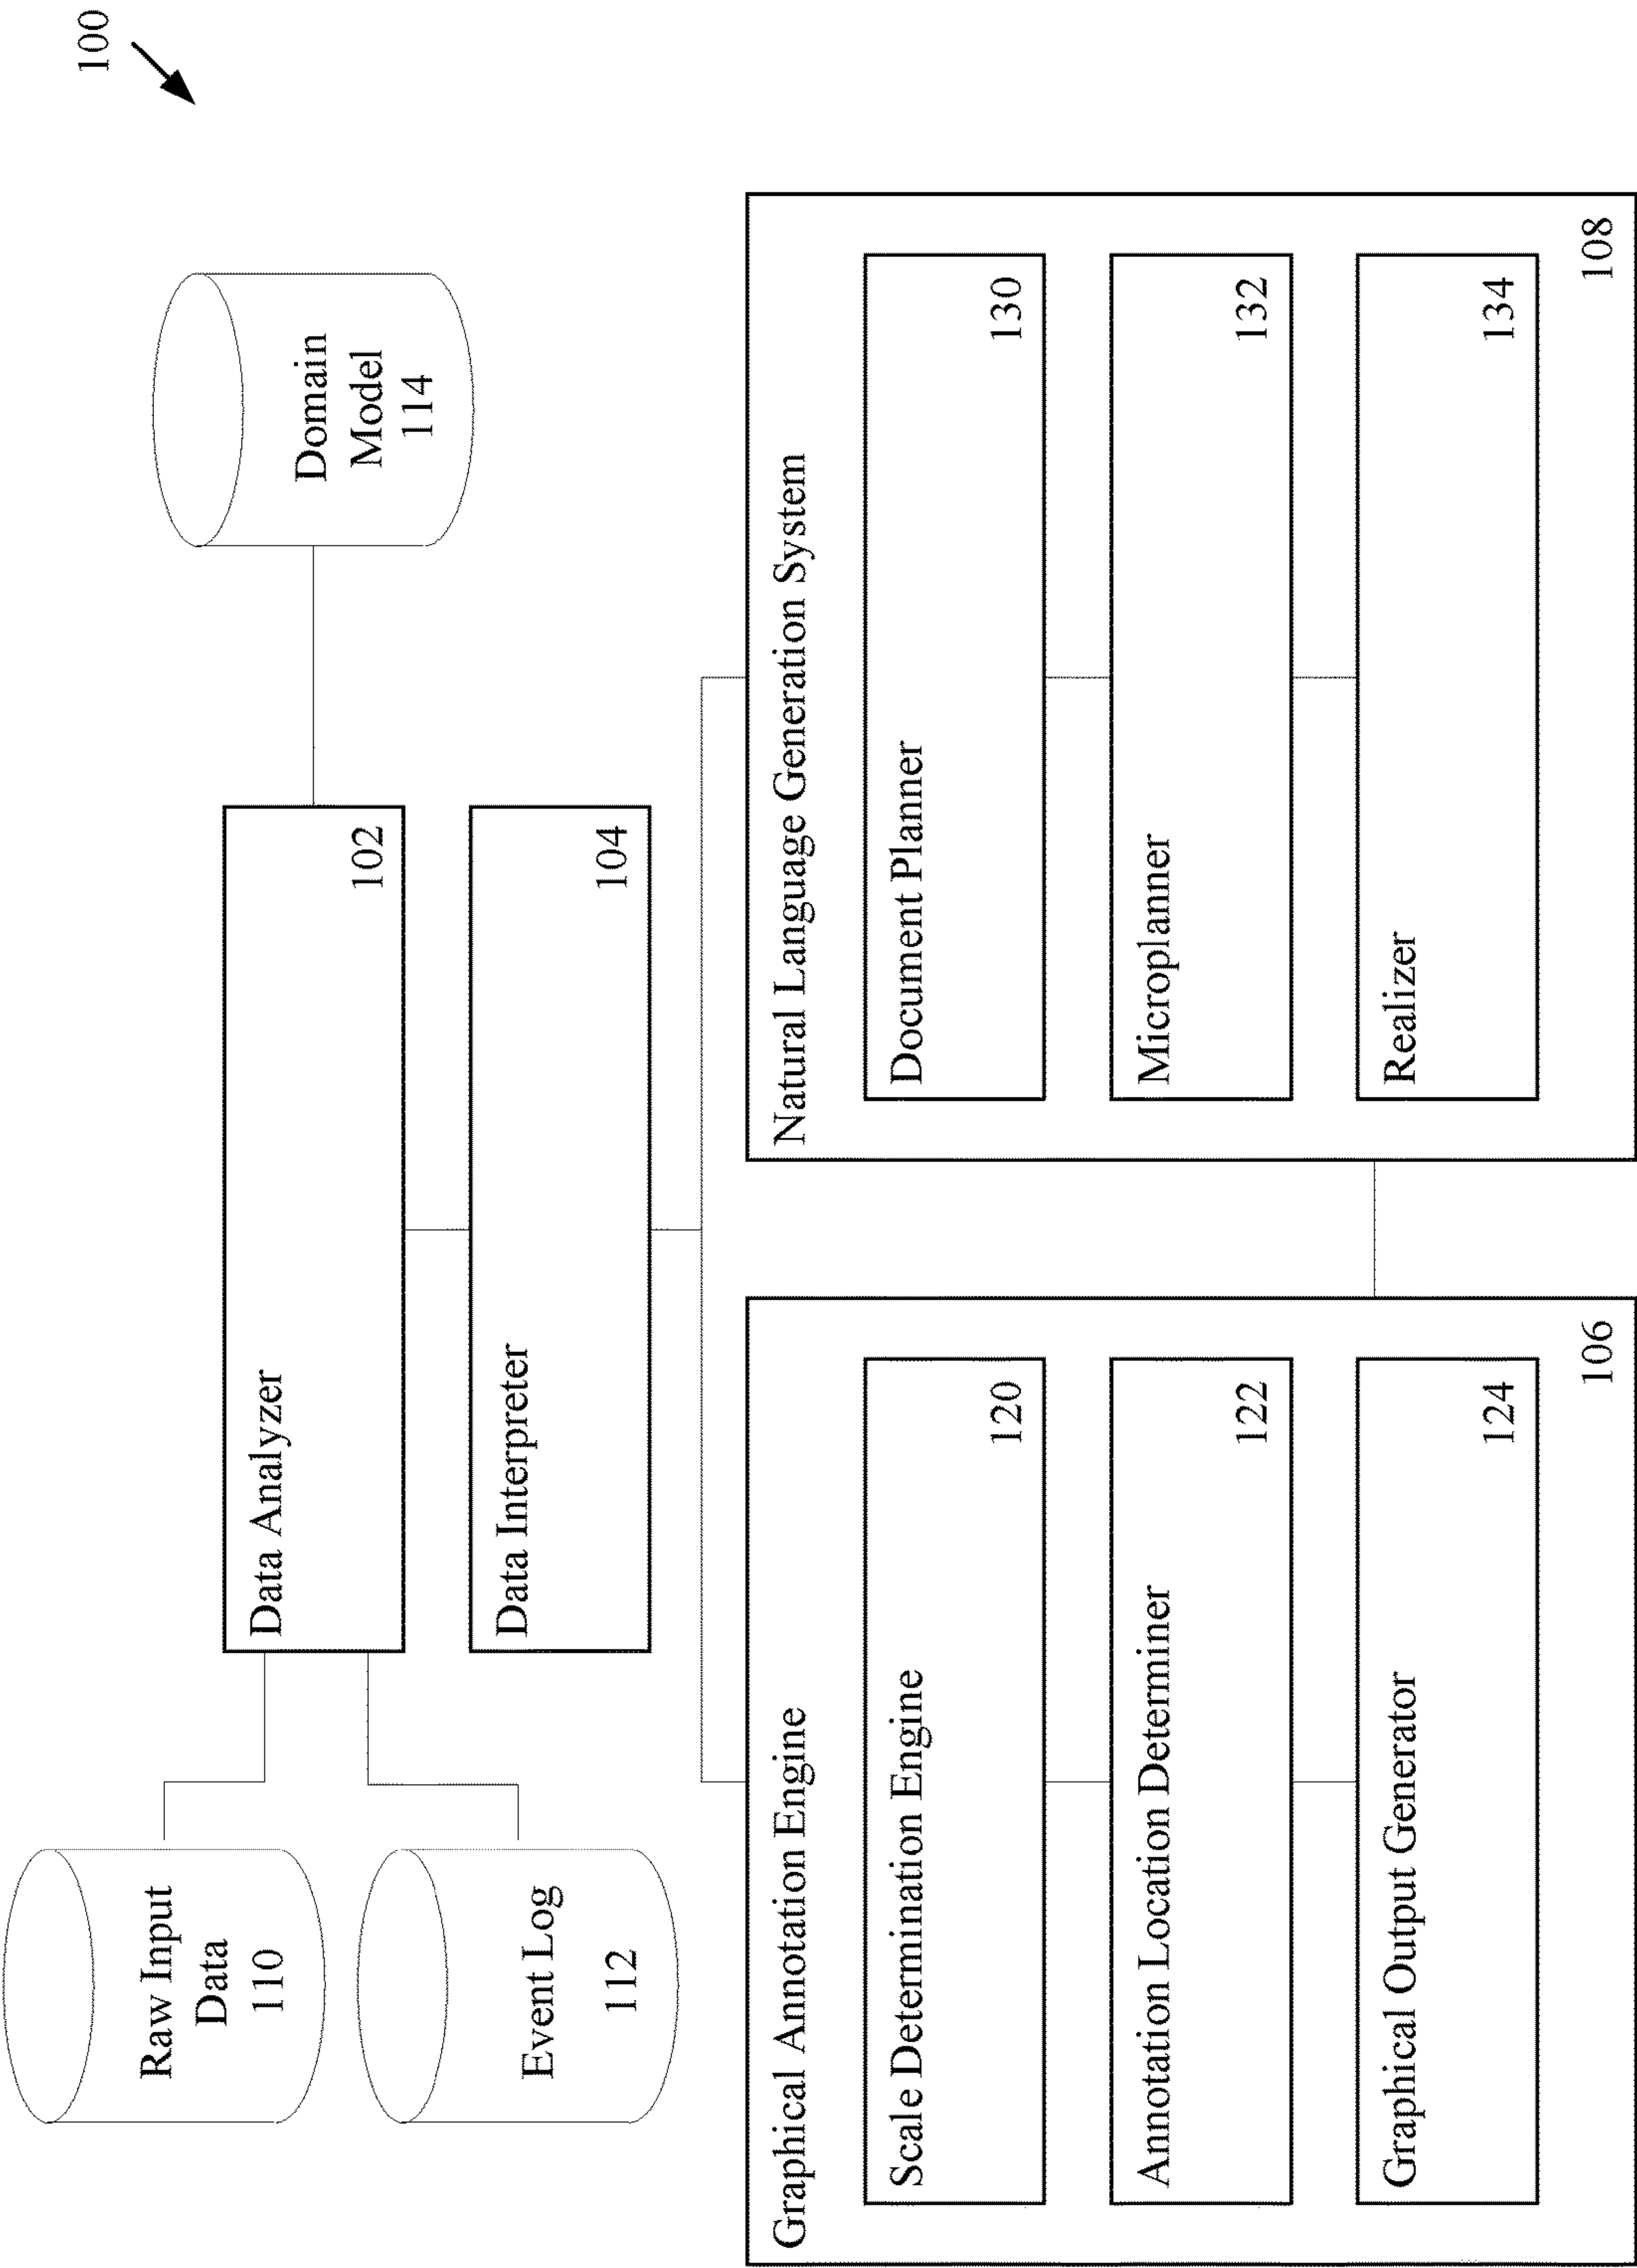 100
Raw Input
Data
110
Event Log
112
Data Analyzer
102
Domain
Model
114
Data Interpreter
104
Graphical Annotation Engine
Scale Determination Engine
120
Annotation Location Determiner
122
Graphical Output Generator
124
106
Natural Language Generation System
Document Planner
130
Microplanner
132
Realizer
134
108